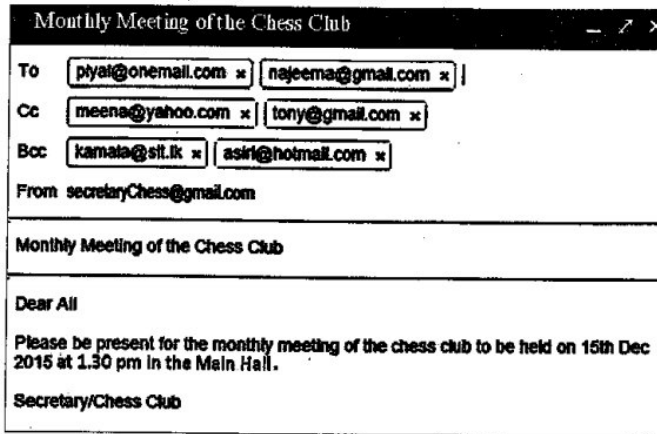 Monthly Meeting of the Chess Club
To piyal@onemail.com × najeema@gmail.com ×
Cc meena@yahoo.com × tony@gmail.com ×
Bcc kamala@slt.lk × asiri@hotmail.com ×
From secretaryChess@gmail.com
Monthly Meeting of the Chess Club
Dear All
Please be present for the monthly meeting of the chess club to be held on 15th Dec
2015 at 1.30 pm in the Main Hall.
Secretary/Chess Club